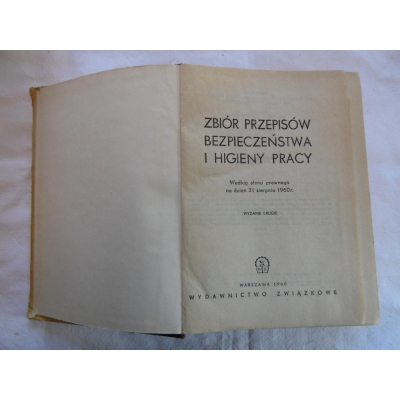 ZBIÓR PRZEPISÓW
BEZPIECZEŃSTWA
I HIGIENY PRACY
Według stanu prawnego
na dzień 31 sierpnia 1960 r.
WYDANIE DRUGIE
WARSZAWA 1960
WYDAWNICTWO ZWIĄZKOWE